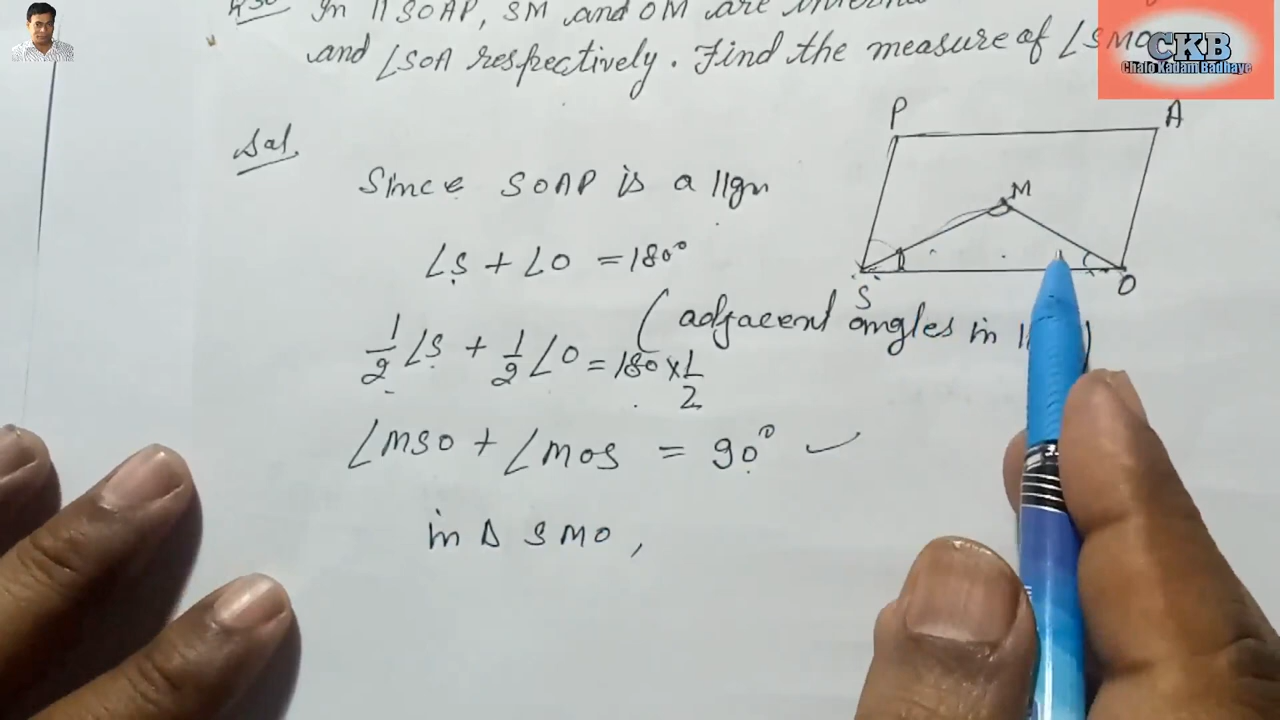 In ||SOAP, SM and OM are
and ∠SOA respectively. Find the measure of ∠SMO
CKB
Chalo Kadam Badhaye
Sol.
P
A
Since SOAP is a ||gm
M
∠S + ∠O = 180°
S
O
(adjacent angles in
1/2 ∠S + 1/2 ∠O = 180 × 1/2
∠MSO + ∠MOS = 90°
in Δ SMO,